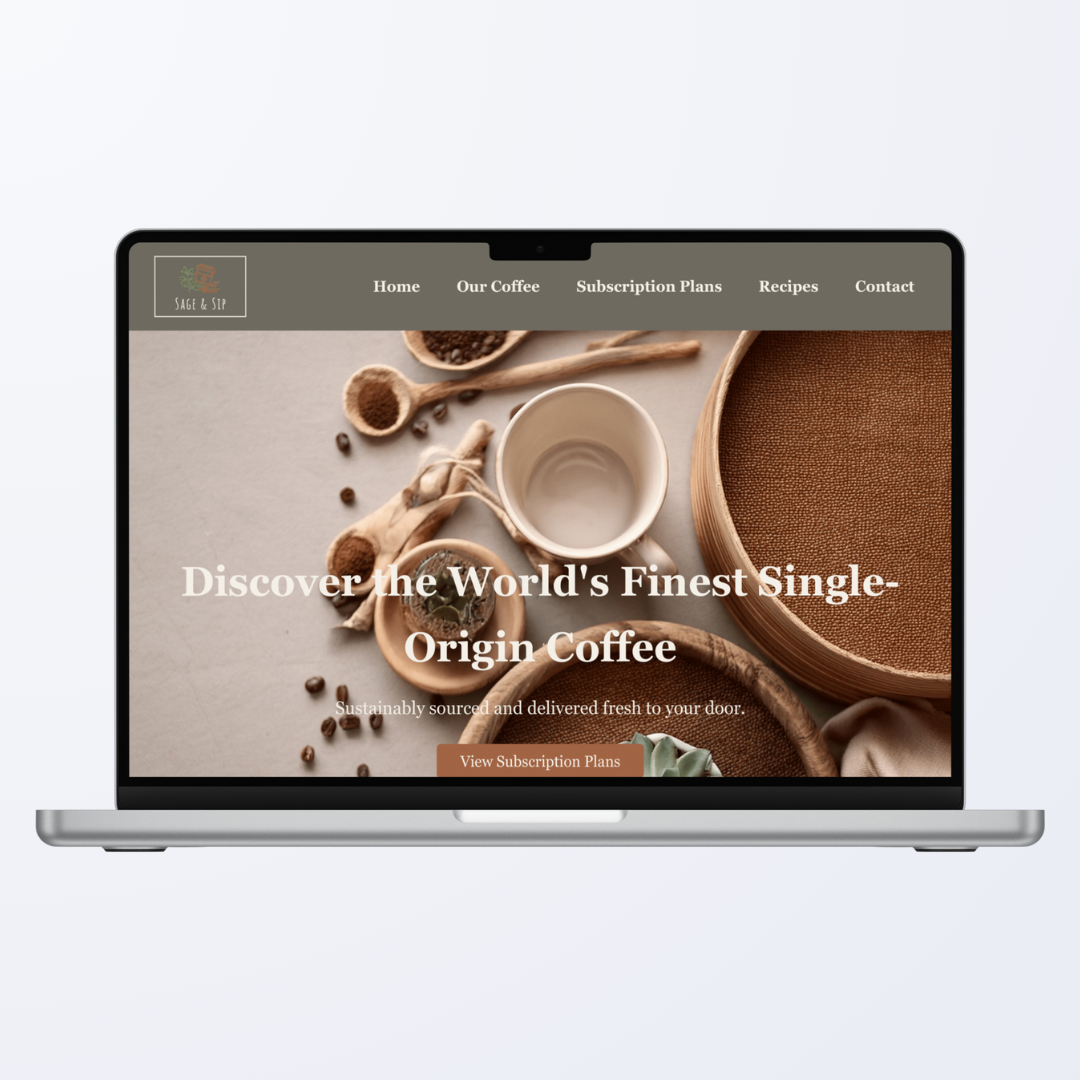 SAGE & SIP
Home
Our Coffee
Subscription Plans
Recipes
Contact
Discover the World's Finest Single-
Origin Coffee
Sustainably sourced and delivered fresh to your door.
View Subscription Plans